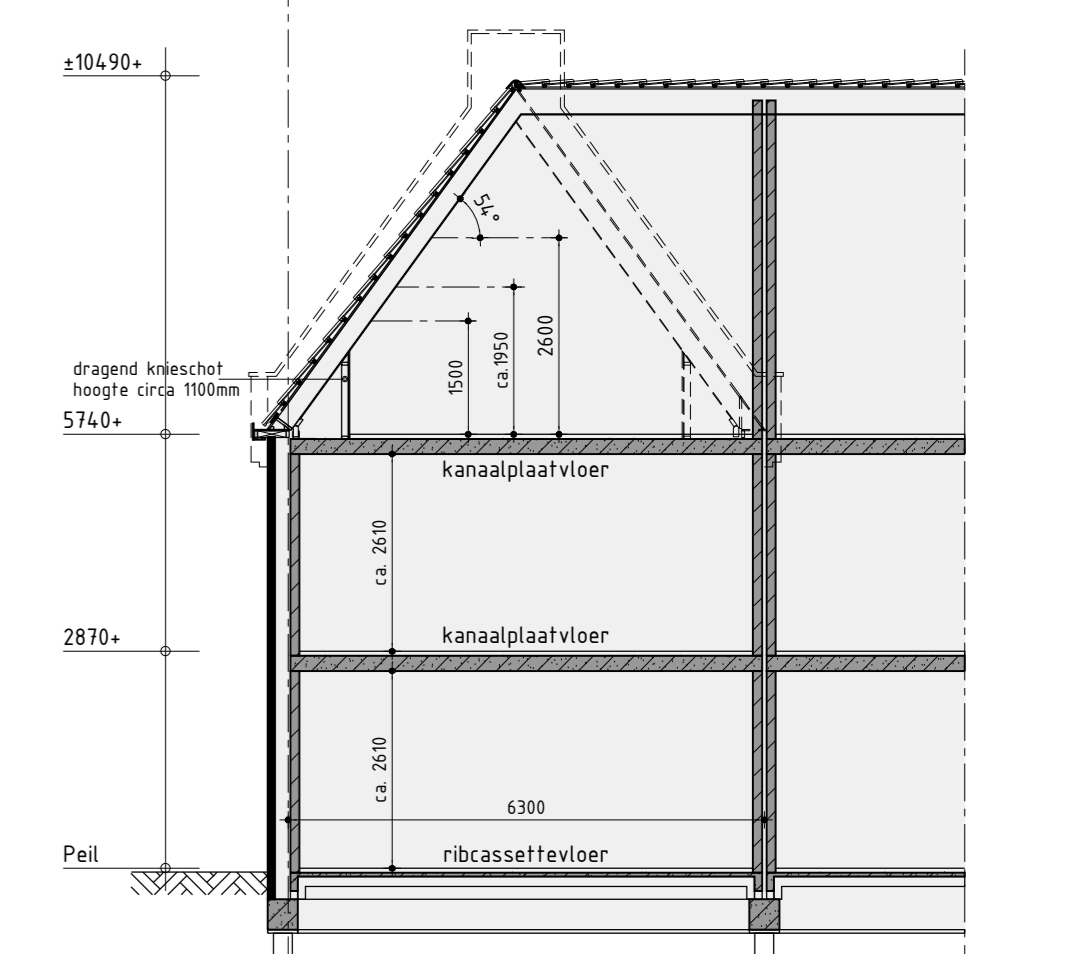 ±10490+
54°
2600
ca.1950
1500
dragend knieschot
hoogte circa 1100mm
5740+
kanaalplaatvloer
ca. 2610
2870+
kanaalplaatvloer
ca. 2610
6300
Peil
ribcassettevloer